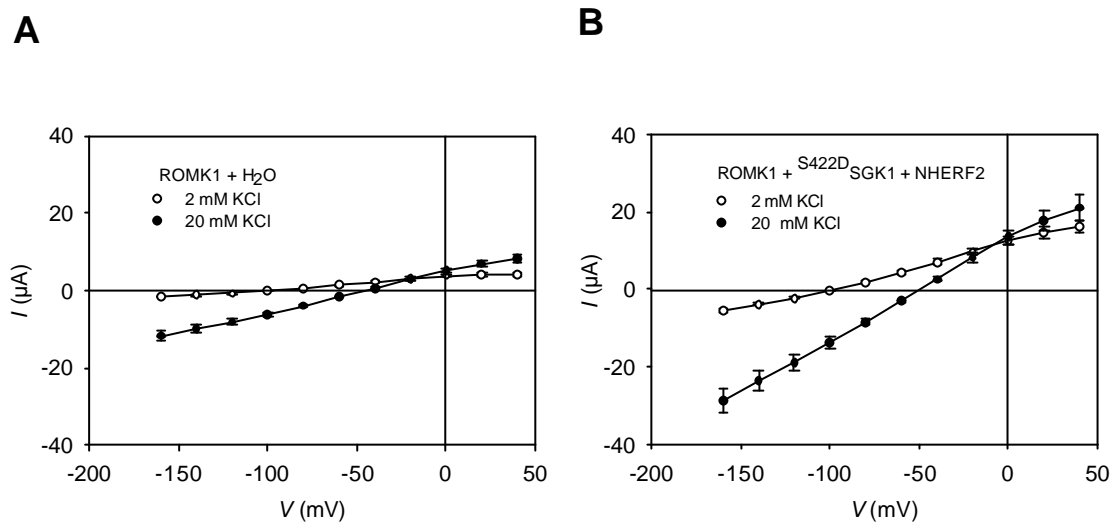 A
40
20
0
-20
-40
I (µA)
ROMK1 + H2O
2 mM KCl
20 mM KCl
-200 -150 -100 -50 0 50
V (mV)
B
40
20
0
-20
-40
I (µA)
ROMK1 + S422D SGK1 + NHERF2
2 mM KCl
20 mM KCl
-200 -150 -100 -50 0 50
V (mV)